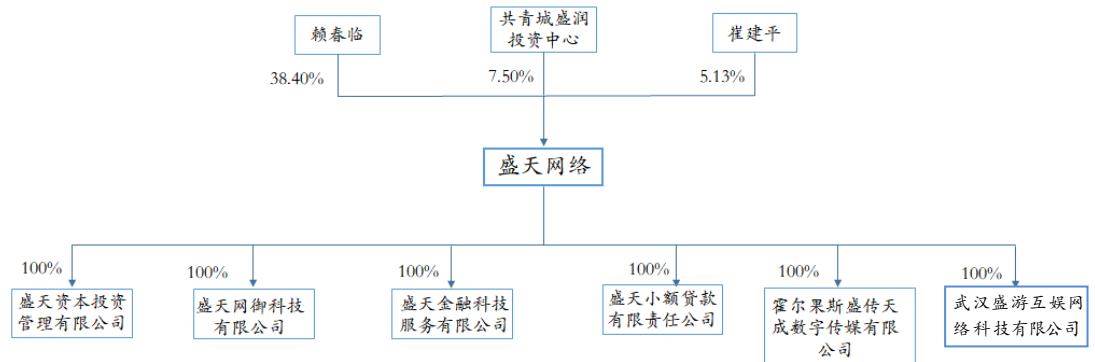 赖春临
共青城盛润
投资中心
崔建平
38.40%
7.50%
5.13%
盛天网络
100%
100%
100%
100%
100%
100%
盛天资本投资
管理有限公司
盛天网御科技
有限公司
盛天金融科技
服务有限公司
盛天小额贷款
有限责任公司
霍尔果斯盛传天
成数字传媒有限
公司
武汉盛游互娱网
络科技有限公司